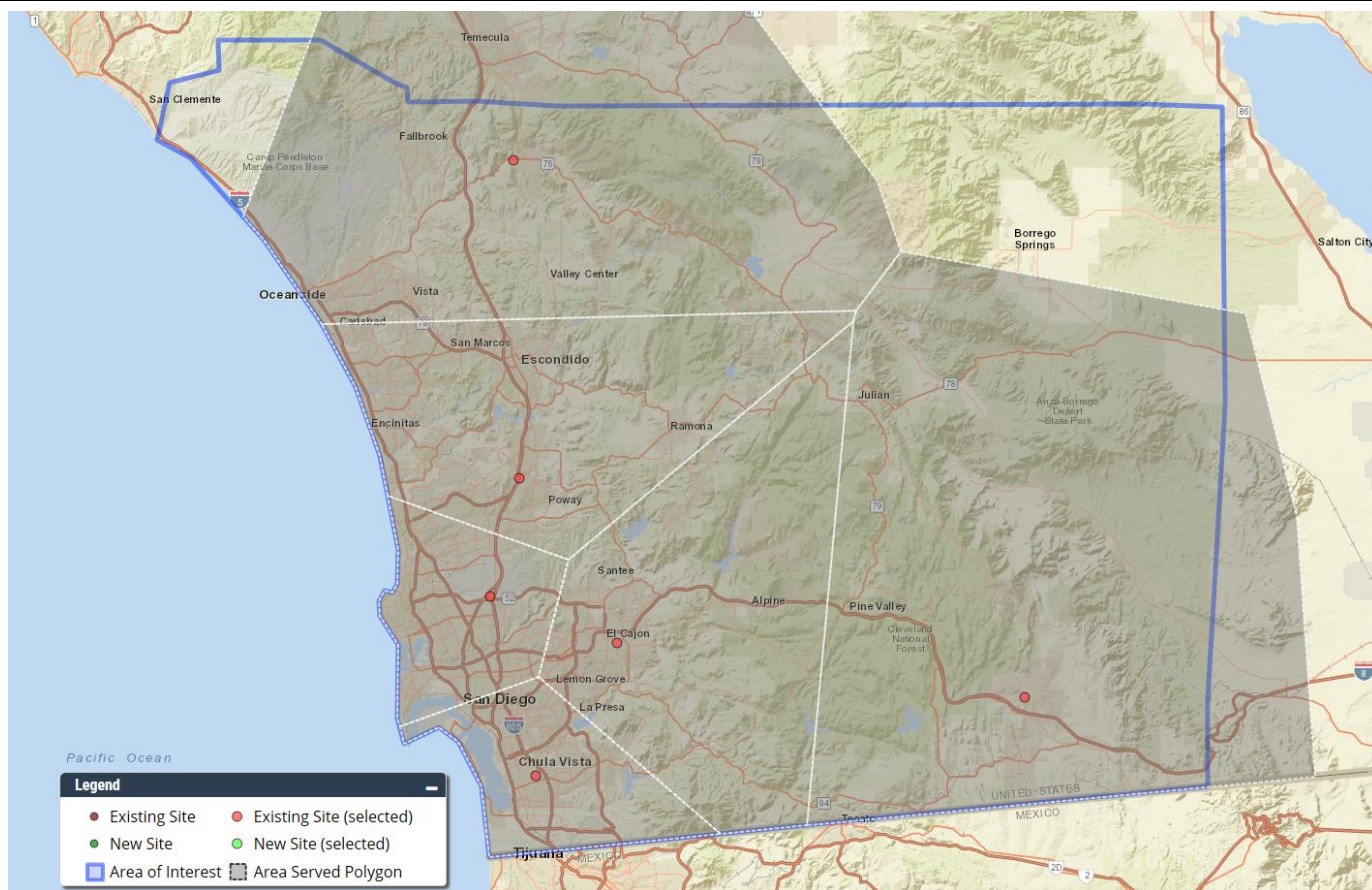 1
Temecula
San Clemente
86
Fallbrook
Camp Pendleton
Marine Corps Base
76
79
5
Borrego
Springs
Salton City
Valley Center
Oceanside
Vista
Carlsbad
78
San Marcos
Escondido
Julian
78
Anza-Borrego
Desert
State Park
Encinitas
Ramona
Poway
79
Santee
52
Alpine
Pine Valley
El Cajon
Cleveland
National
Forest
Lemon Grove
8
San Diego
La Presa
805
Pacific Ocean
Chula Vista
Legend
UNITED STATES
MEXICO
94
Existing Site
Existing Site (selected)
New Site
New Site (selected)
Tijuana
MEXICO
2D
2
Area of Interest
Area Served Polygon